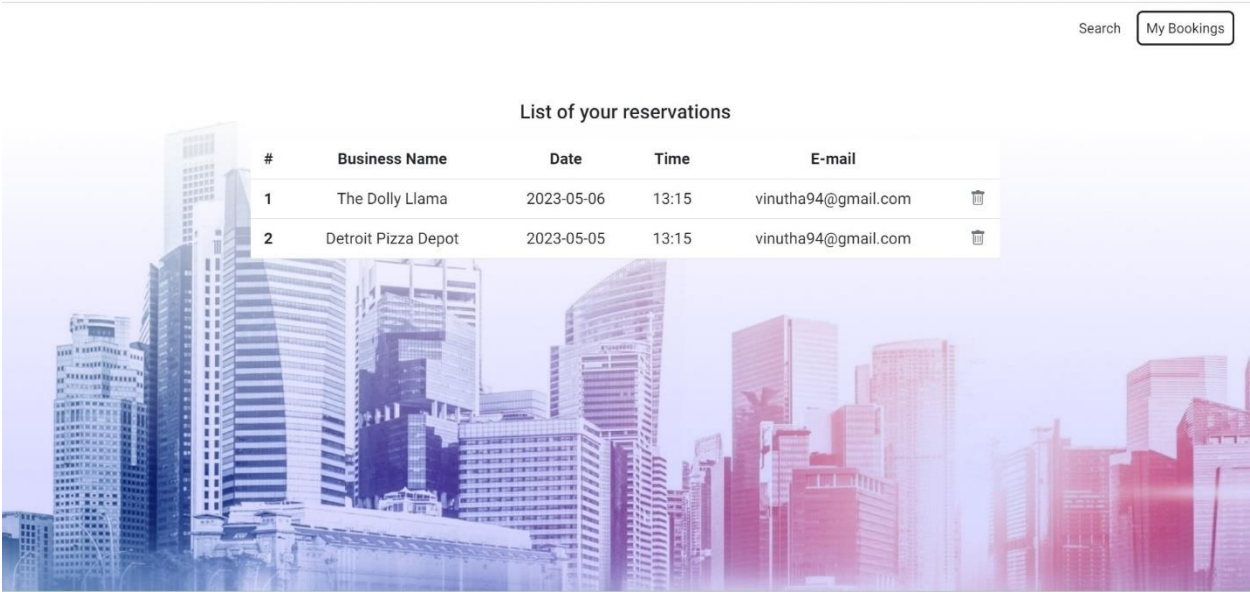 Search My Bookings
List of your reservations
# Business Name Date Time E-mail
1 The Dolly Llama 2023-05-06 13:15 vinutha94@gmail.com
2 Detroit Pizza Depot 2023-05-05 13:15 vinutha94@gmail.com